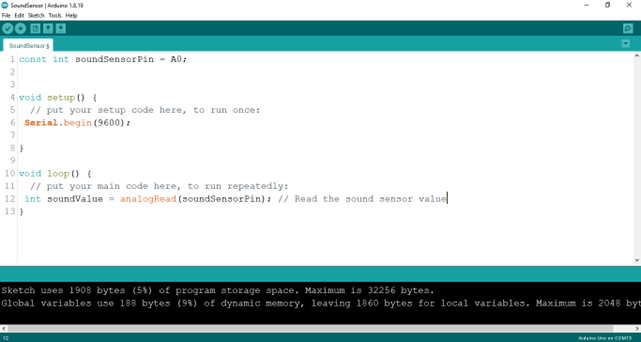 SoundSensor | Arduino 1.8.19
File Edit Sketch Tools Help
SoundSensor §
1 const int soundSensorPin = A0;
2
3
4 void setup() {
5 // put your setup code here, to run once:
6 Serial.begin(9600);
7
8 }
9
10 void loop() {
11 // put your main code here, to run repeatedly:
12 int soundValue = analogRead(soundSensorPin); // Read the sound sensor value
13 }
Sketch uses 1908 bytes (5%) of program storage space. Maximum is 32256 bytes.
Global variables use 188 bytes (9%) of dynamic memory, leaving 1860 bytes for local variables. Maximum is 2048 byt
12
Arduino Uno on COM13